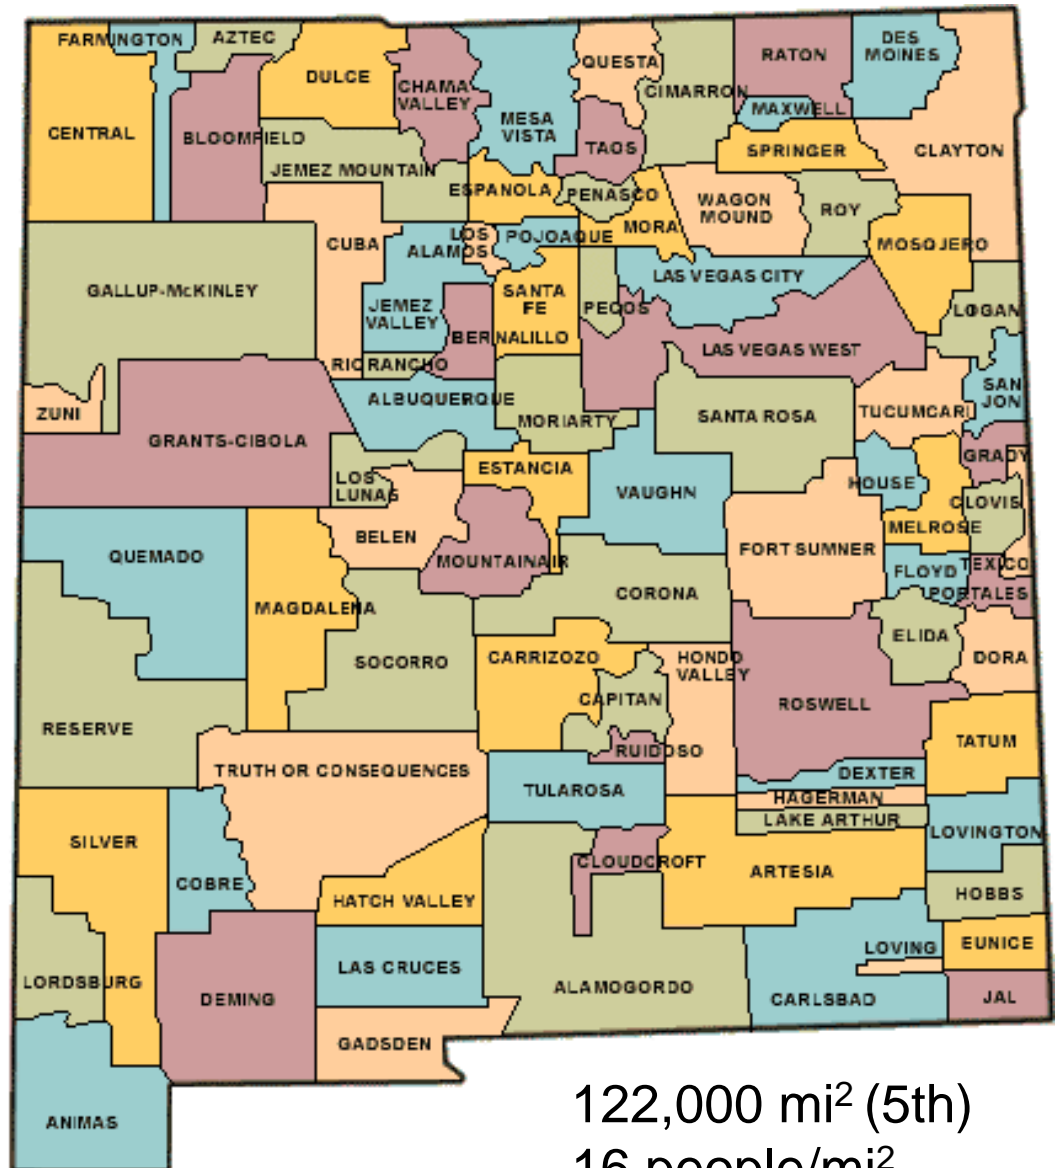 FARMINGTON
AZTEC
DULCE
CHAMA
VALLEY
MESA
VISTA
QUESTA
CIMARRON
RATON
DES
MOINES
MAXWELL
CENTRAL
BLOOMFIELD
JEMEZ MOUNTAIN
TAOS
SPRINGER
CLAYTON
ESPANOLA
PENASCO
WAGON
MOUND
ROY
MORA
MOSQJERO
CUBA
LOS
ALAMOS
POJOAQUE
GALLUP-McKINLEY
JEMEZ
VALLEY
SANTA
FE
PECOS
LAS VEGAS CITY
LOGAN
BERNALILLO
LAS VEGAS WEST
RIO RANCHO
ZUNI
ALBUQUERQUE
SAN
JON
GRANTS-CIBOLA
MORIARTY
SANTA ROSA
TUCUMCARI
LOS
LUNAS
ESTANCIA
VAUGHN
HOUSE
GRADY
CLOVIS
MELROSE
BELEN
QUEMADO
MOUNTAINAIR
FORT SUMNER
FLOYD
TEXICO
PORTALES
MAGDALENA
CORONA
ELIDA
DORA
SOCORRO
CARRIZOZO
HONDO
VALLEY
CAPITAN
ROSWELL
RESERVE
RUIDOSO
TATUM
TRUTH OR CONSEQUENCES
TULAROSA
DEXTER
HAGERMAN
LAKE ARTHUR
LOVINGTON
SILVER
CLOUDCROFT
ARTESIA
COBRE
HATCH VALLEY
HOBBS
LOVING
EUNICE
LORDSBURG
DEMING
LAS CRUCES
ALAMOGORDO
CARLSBAD
JAL
GADSDEN
ANIMAS
122,000 mi² (5th)
16 people/mi²